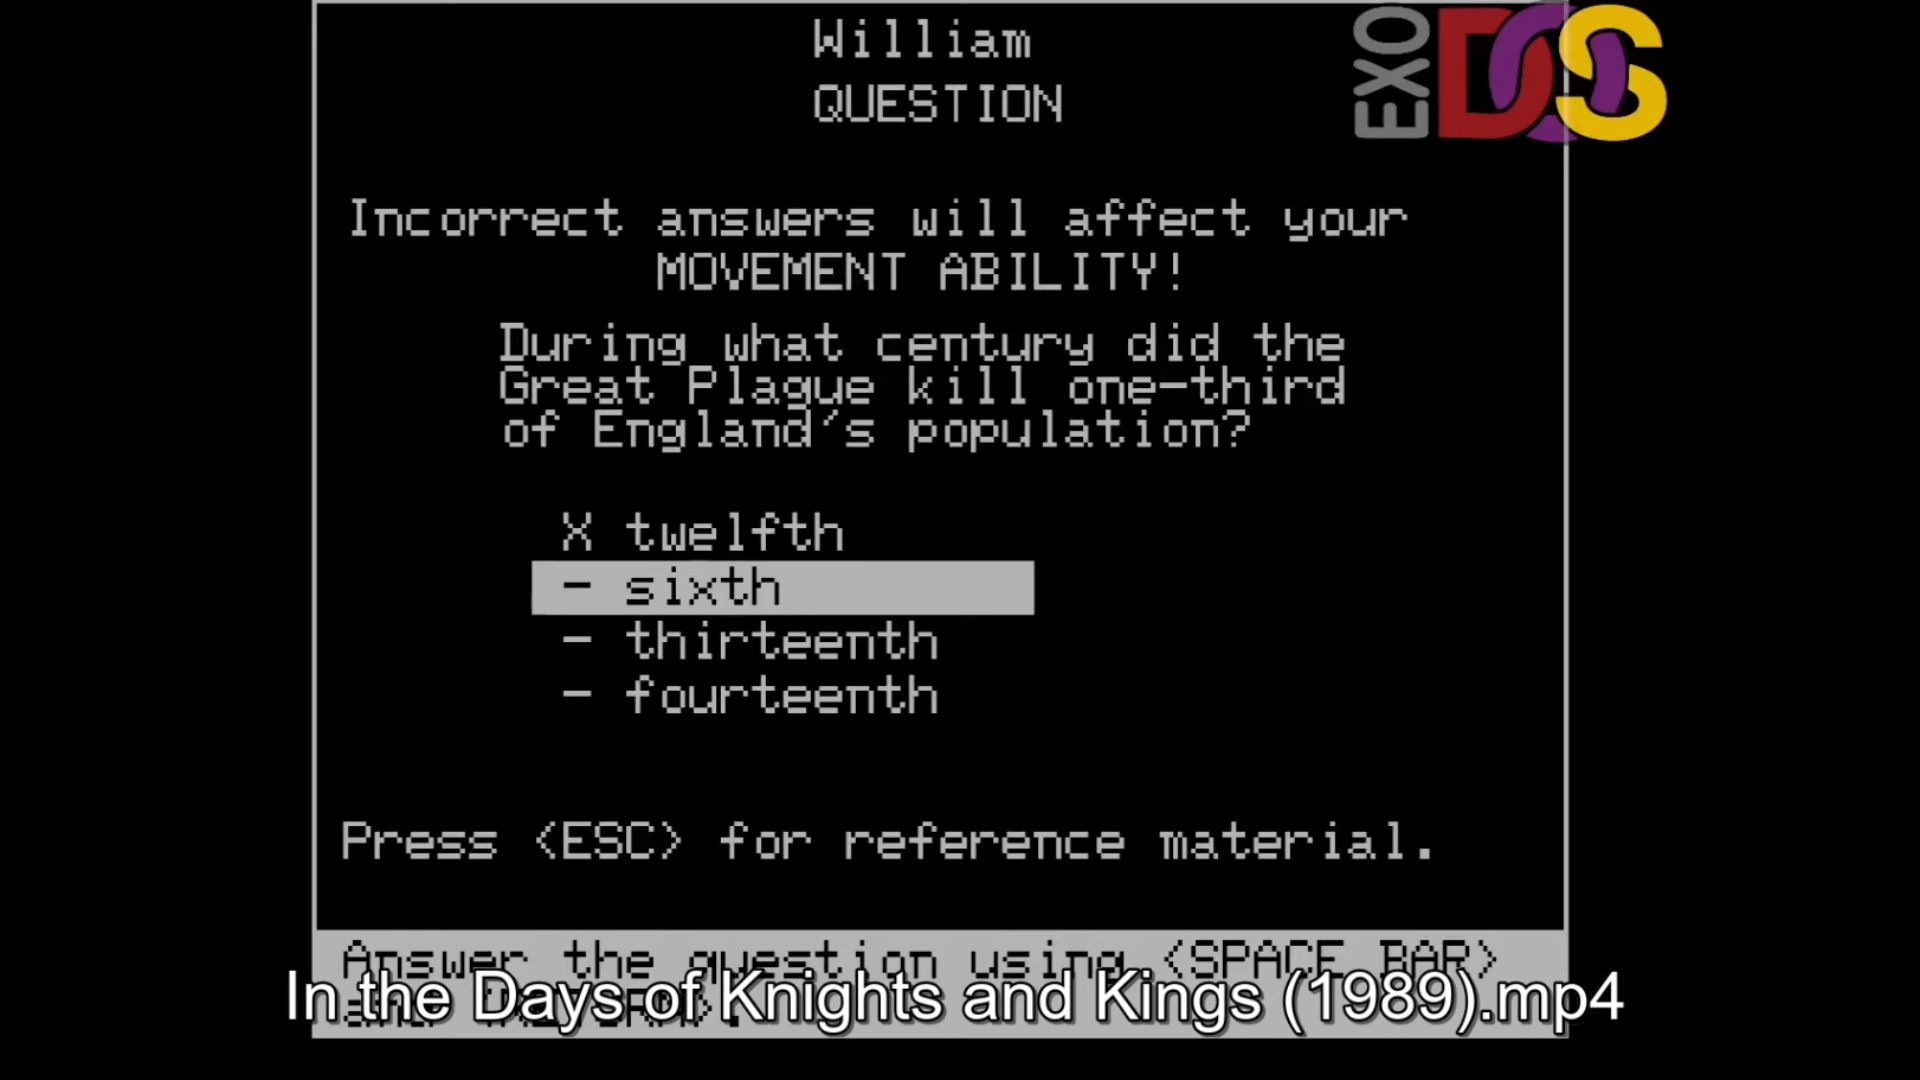 William
QUESTION
EXO
DOS
Incorrect answers will affect your
MOVEMENT ABILITY!
During what century did the
Great Plague kill one-third
of England's population?
X twelfth
- sixth
- thirteenth
- fourteenth
Press <ESC> for reference material.
Answer the question using <SPACE BAR>
In the Days of Knights and Kings (1989).mp4